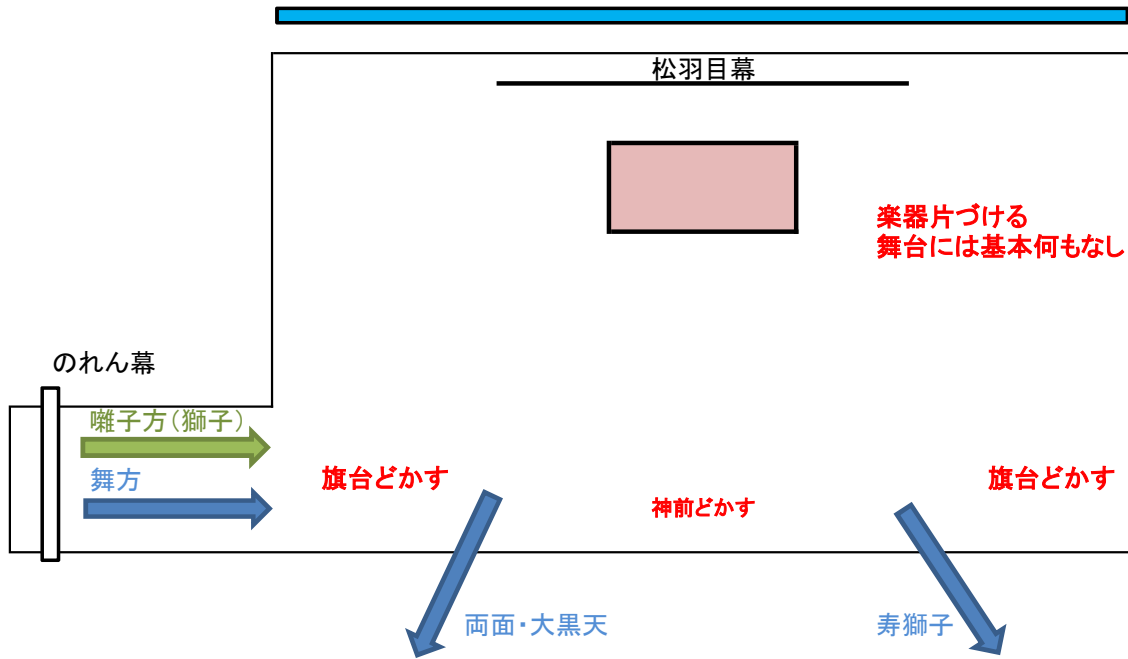 松羽目幕
楽器片づける
舞台には基本何もなし
のれん幕
囃子方(獅子)
舞方
旗台どかす
神前どかす
旗台どかす
両面・大黒天
寿獅子